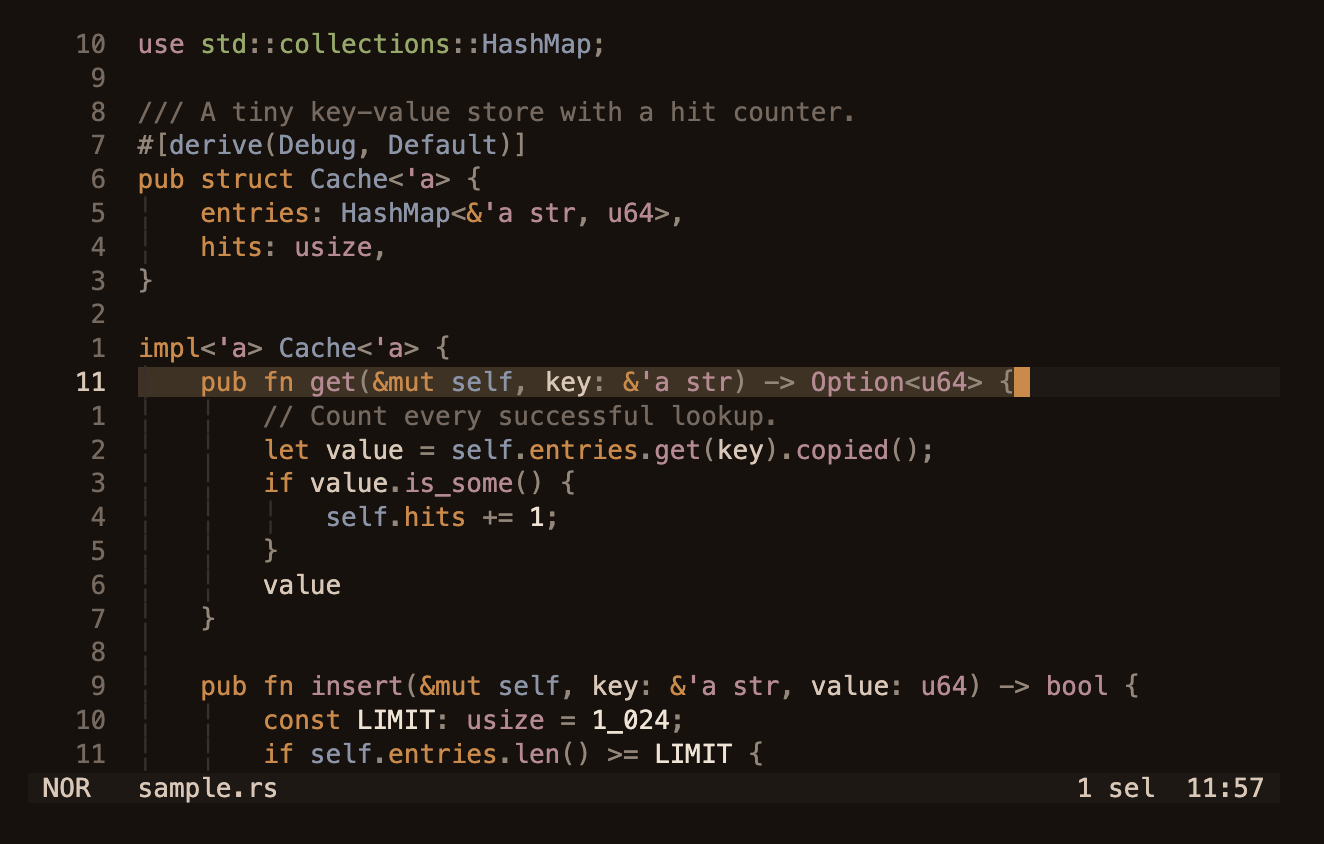 10 use std::collections::HashMap;
9
8 /// A tiny key-value store with a hit counter.
7 #[derive(Debug, Default)]
6 pub struct Cache<'a> {
5     entries: HashMap<&'a str, u64>,
4     hits: usize,
3 }
2
1 impl<'a> Cache<'a> {
11     pub fn get(&mut self, key: &'a str) -> Option<u64> {
1         // Count every successful lookup.
2         let value = self.entries.get(key).copied();
3         if value.is_some() {
4             self.hits += 1;
5         }
6         value
7     }
8
9     pub fn insert(&mut self, key: &'a str, value: u64) -> bool {
10         const LIMIT: usize = 1_024;
11         if self.entries.len() >= LIMIT {
NOR sample.rs 1 sel 11:57